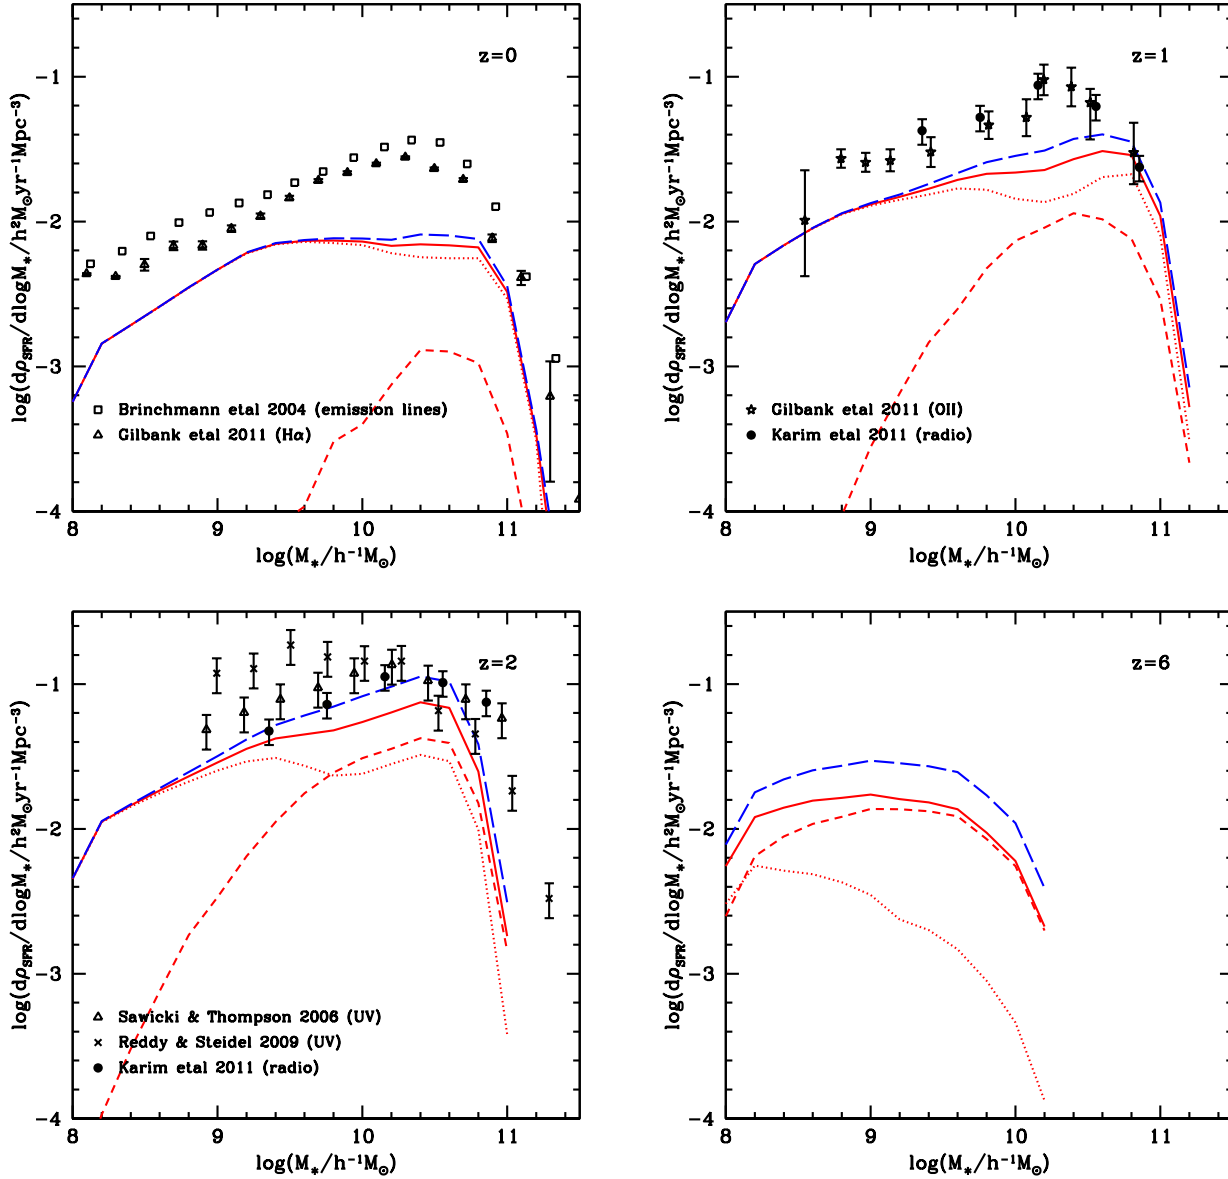 z=0
-1
-2
-3
-4
log(dρSFR/dlogM*/h²M⊙yr⁻¹Mpc⁻³)
□ Brinchmann etal 2004 (emission lines)
△ Gilbank etal 2011 (Hα)
8 9 10 11
log(M*/h⁻¹M⊙)
z=1
-1
-2
-3
-4
log(dρSFR/dlogM*/h²M⊙yr⁻¹Mpc⁻³)
☆ Gilbank etal 2011 (OII)
● Karim etal 2011 (radio)
8 9 10 11
log(M*/h⁻¹M⊙)
z=2
-1
-2
-3
-4
log(dρSFR/dlogM*/h²M⊙yr⁻¹Mpc⁻³)
△ Sawicki & Thompson 2006 (UV)
× Reddy & Steidel 2009 (UV)
● Karim etal 2011 (radio)
8 9 10 11
log(M*/h⁻¹M⊙)
z=6
-1
-2
-3
-4
log(dρSFR/dlogM*/h²M⊙yr⁻¹Mpc⁻³)
8 9 10 11
log(M*/h⁻¹M⊙)